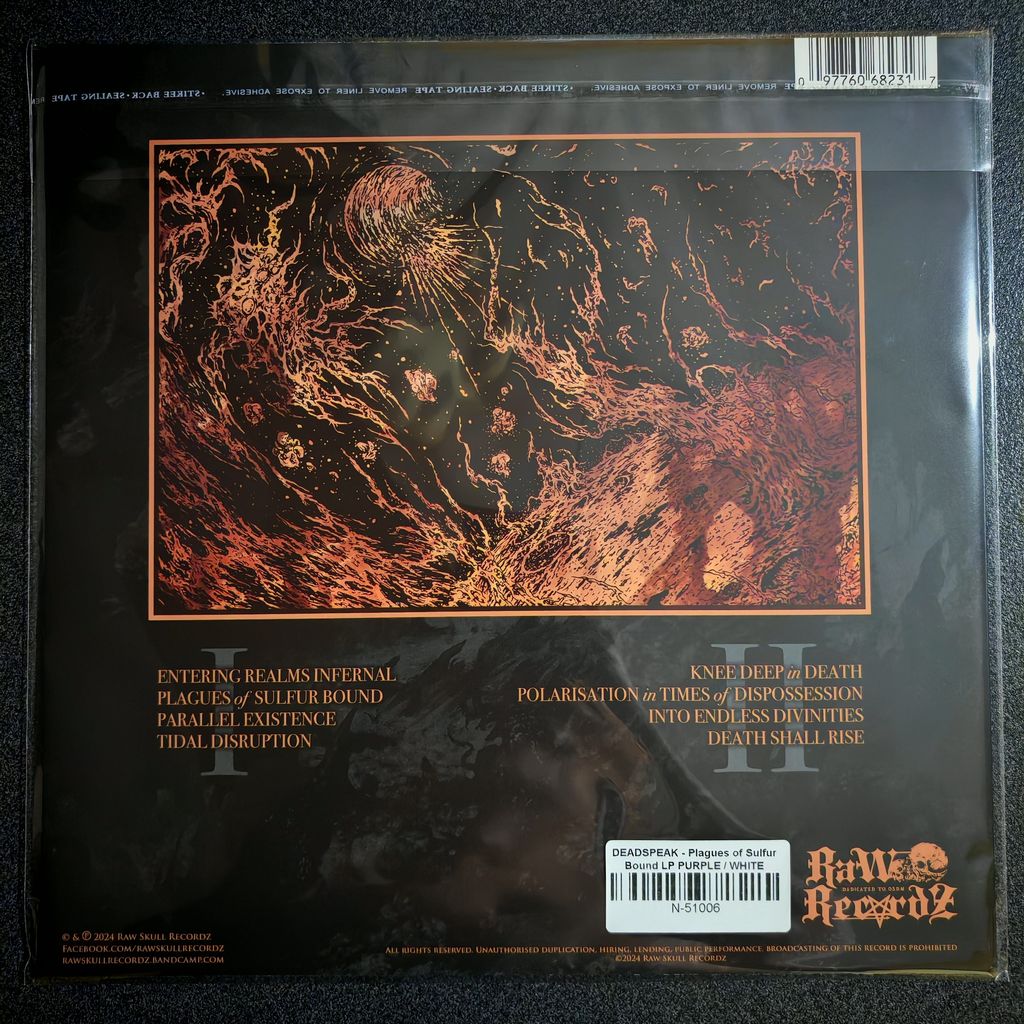 0 97760 68231 7
•STIKEE BACK•SEALING TAPE REMOVE LINER TO EXPOSE ADHESIVE. •STIKEE BACK•SEALING TAPE REMOVE LINER TO EXPOSE ADHESIVE.
I
ENTERING REALMS INFERNAL
PLAGUES of SULFUR BOUND
PARALLEL EXISTENCE
TIDAL DISRUPTION
II
KNEE DEEP in DEATH
POLARISATION in TIMES of DISPOSSESSION
INTO ENDLESS DIVINITIES
DEATH SHALL RISE
DEADSPEAK - Plagues of Sulfur
Bound LP PURPLE / WHITE
N-51006
RAW
DEDICATED TO OSDM
RECORDZ
© & ℗ 2024 RAW SKULL RECORDZ
FACEBOOK.COM/RAWSKULLRECORDZ
RAWSKULLRECORDZ.BANDCAMP.COM
ALL RIGHTS RESERVED. UNAUTHORISED DUPLICATION, HIRING, LENDING, PUBLIC PERFORMANCE, BROADCASTING OF THIS RECORD IS PROHIBITED
©2024 RAW SKULL RECORDZ